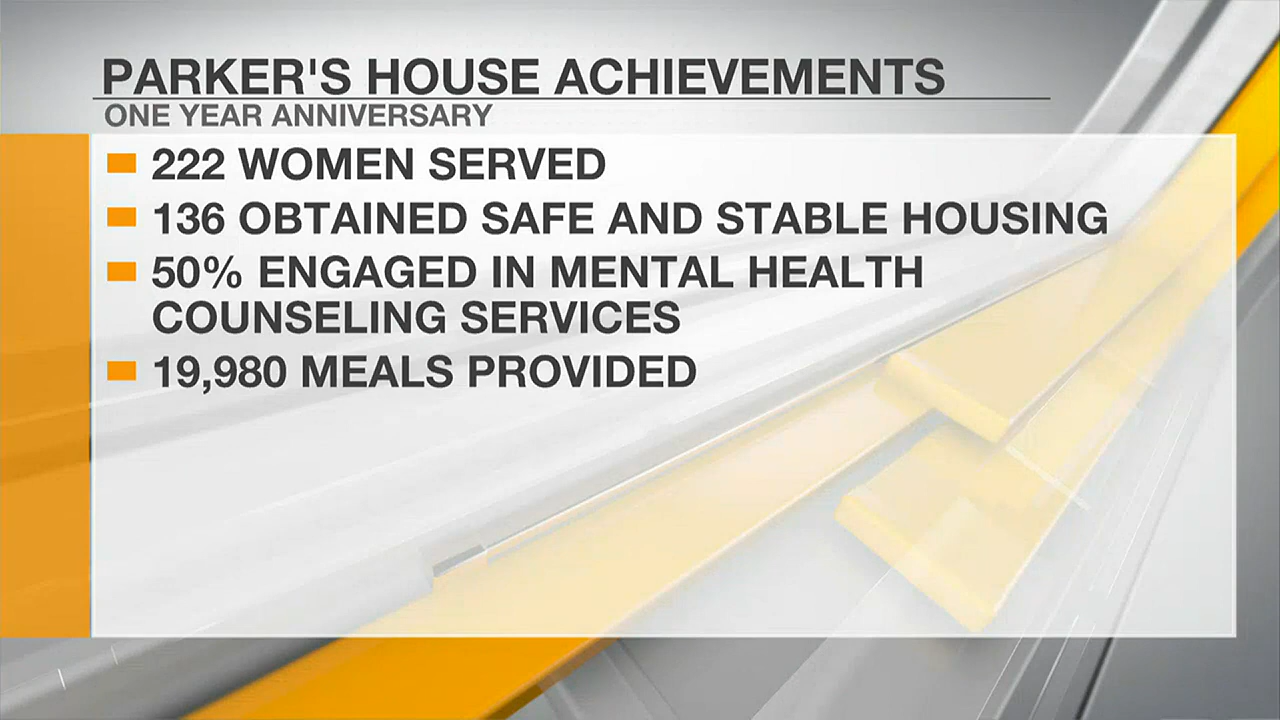 PARKER'S HOUSE ACHIEVEMENTS
ONE YEAR ANNIVERSARY
222 WOMEN SERVED
136 OBTAINED SAFE AND STABLE HOUSING
50% ENGAGED IN MENTAL HEALTH
COUNSELING SERVICES
19,980 MEALS PROVIDED